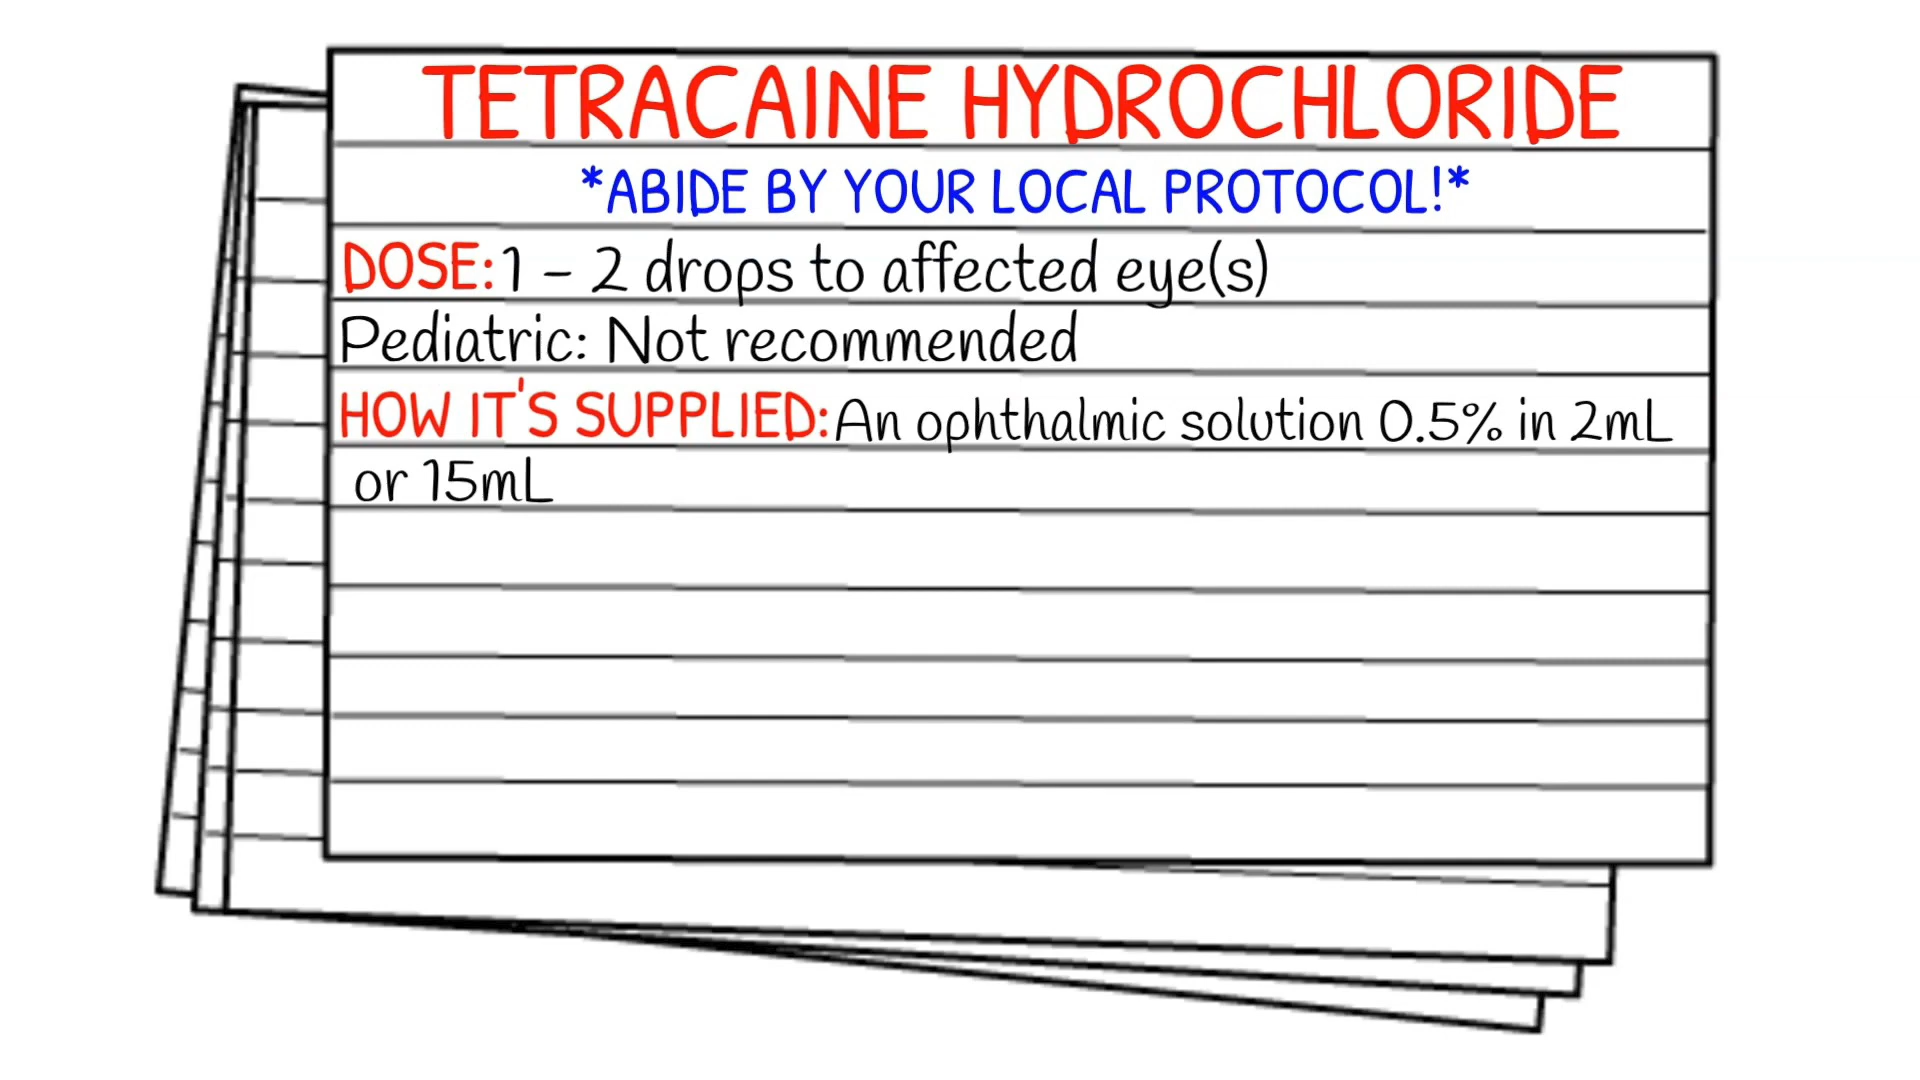 TETRACAINE HYDROCHLORIDE
*ABIDE BY YOUR LOCAL PROTOCOL!*
DOSE: 1 - 2 drops to affected eye(s)
Pediatric: Not recommended
HOW IT'S SUPPLIED: An ophthalmic solution 0.5% in 2mL
or 15mL